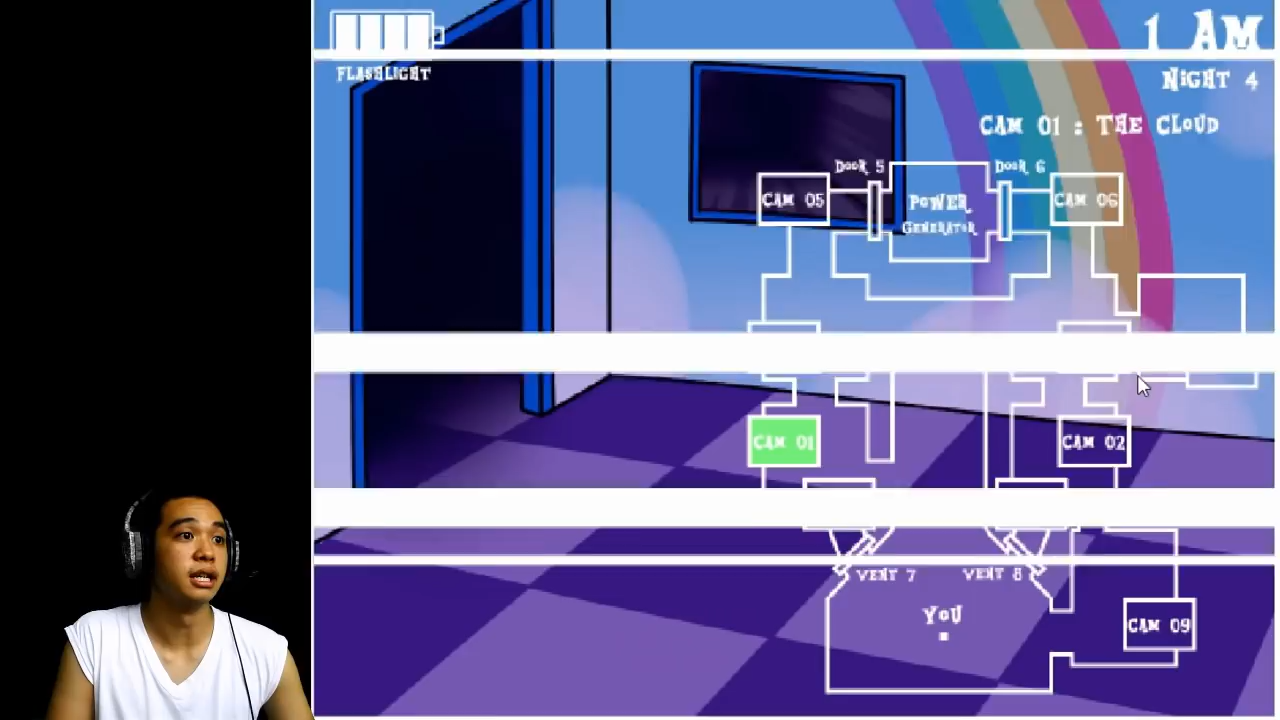 1 AM
FLASHLIGHT
NIGHT 4
CAM 01 : THE CLOUD
DOOR 5
DOOR 6
CAM 05
POWER
GENERATOR
CAM 06
CAM 01
CAM 02
VENT 7
VENT 8
YOU
CAM 09